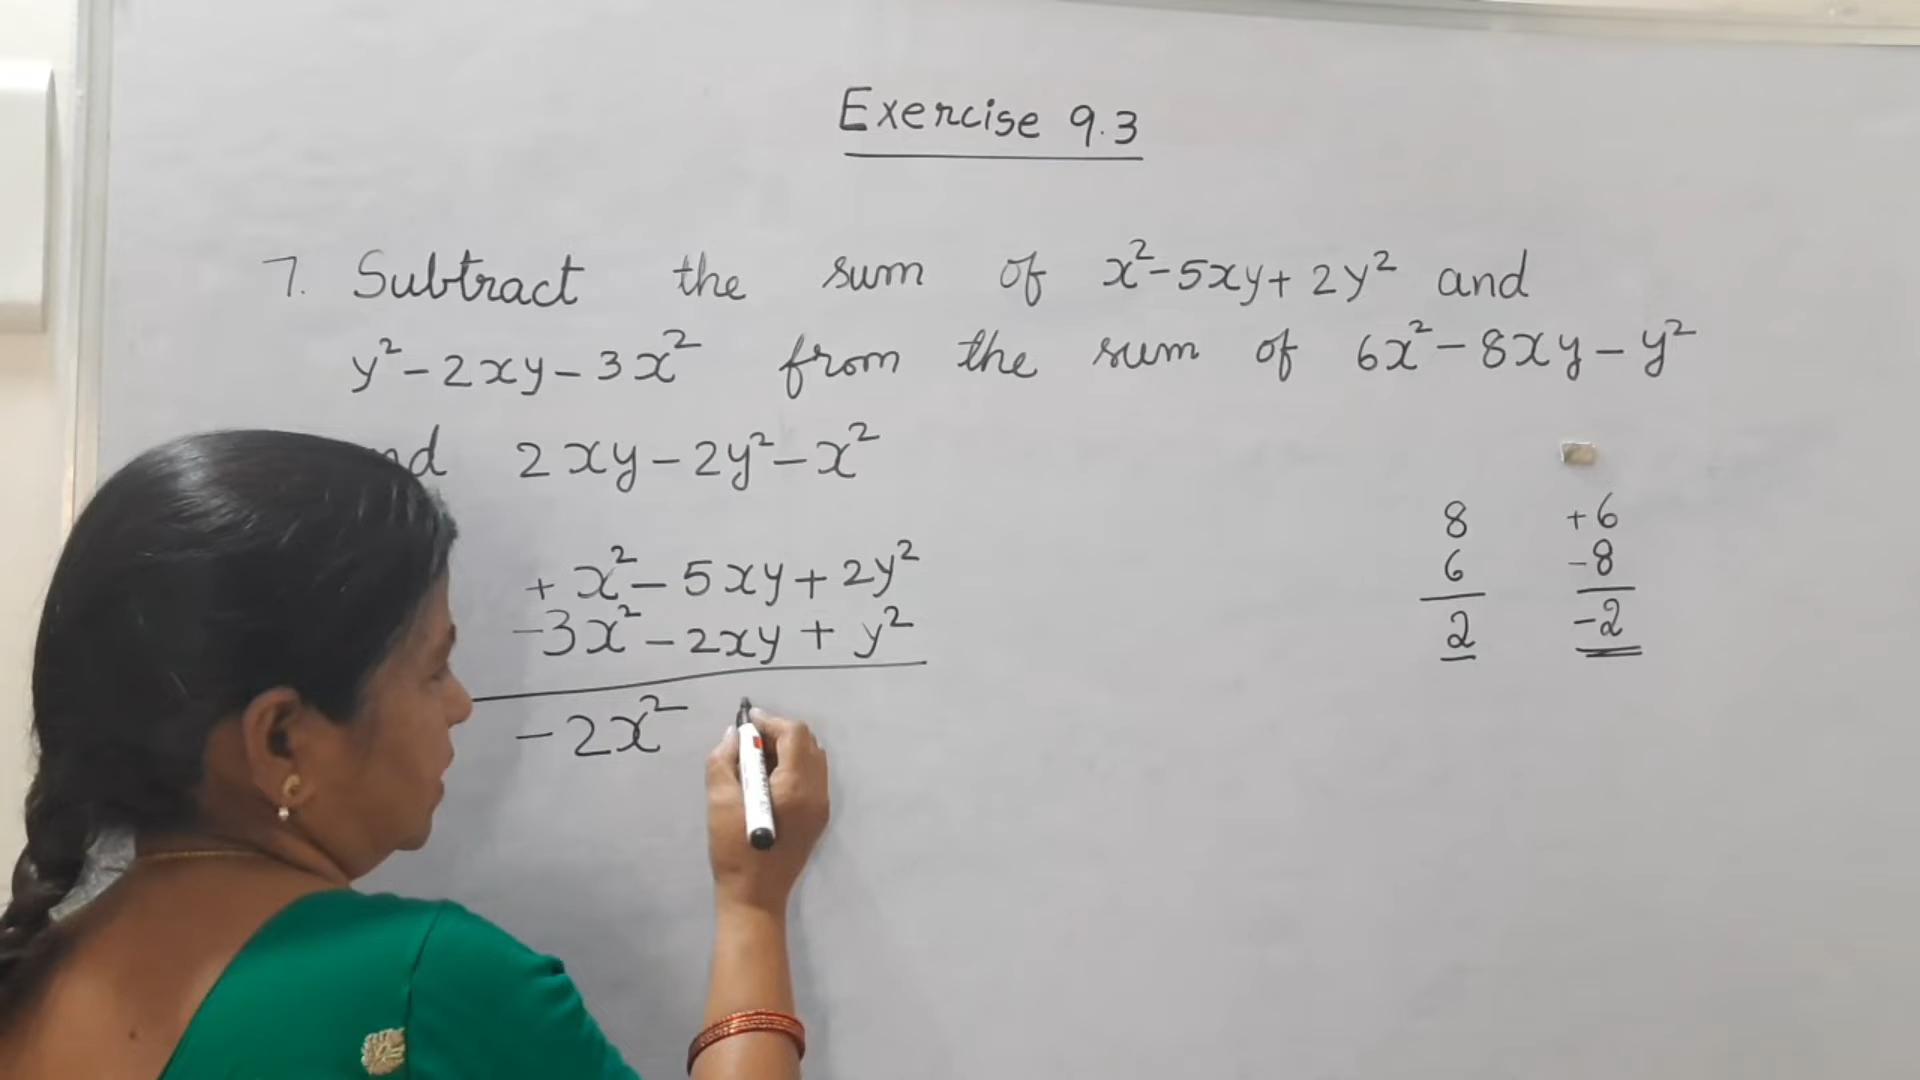 Exercise 9.3
7. Subtract the sum of x²-5xy+2y² and
y²-2xy-3x² from the sum of 6x²-8xy-y²
2xy-2y²-x²
+x²-5xy+2y²
-3x²-2xy+y²
-2x²
8
6
2
+6
-8
-2